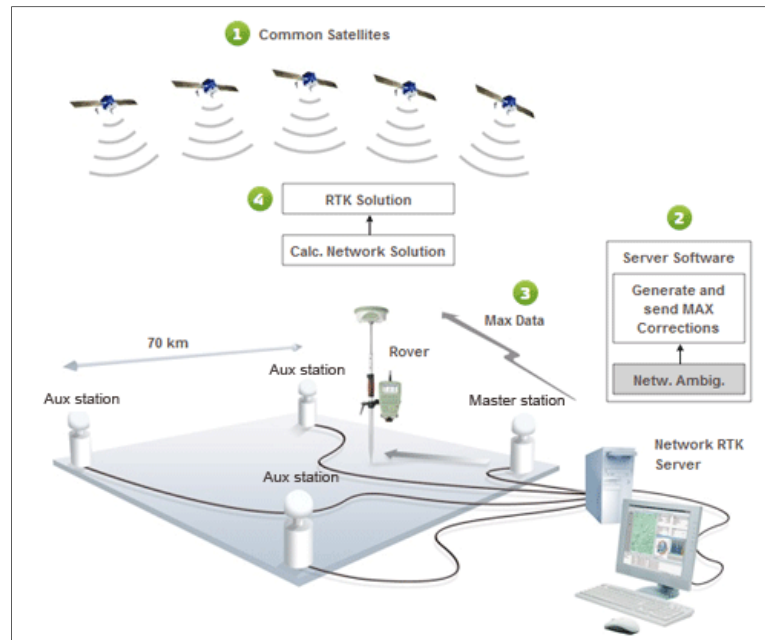 1 Common Satellites
4 RTK Solution
Calc. Network Solution
2
Server Software
Generate and
send MAX
Corrections
Netw. Ambig.
3
Max Data
70 km
Rover
Aux station
Aux station
Master station
Aux station
Network RTK
Server